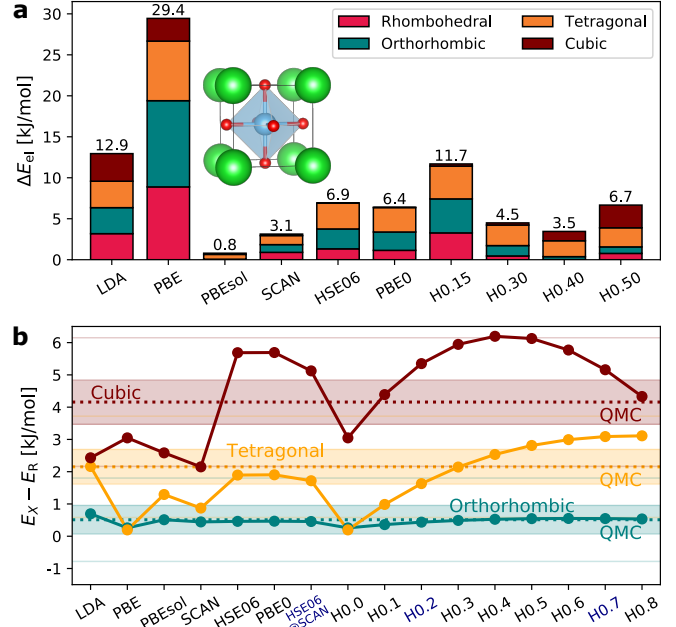 a
ΔE_el [kJ/mol]
30
25
20
15
10
5
0
Rhombohedral
Orthorhombic
Tetragonal
Cubic
12.9
29.4
0.8
3.1
6.9
6.4
11.7
4.5
3.5
6.7
LDA
PBE
PBEsol
SCAN
HSE06
PBE0
H0.15
H0.30
H0.40
H0.50
b
E_X − E_R [kJ/mol]
6
5
4
3
2
1
0
-1
Cubic
QMC
Tetragonal
QMC
Orthorhombic
QMC
LDA
PBE
PBEsol
SCAN
HSE06
PBE0
HSE06
@SCAN
H0.0
H0.1
H0.2
H0.3
H0.4
H0.5
H0.6
H0.7
H0.8